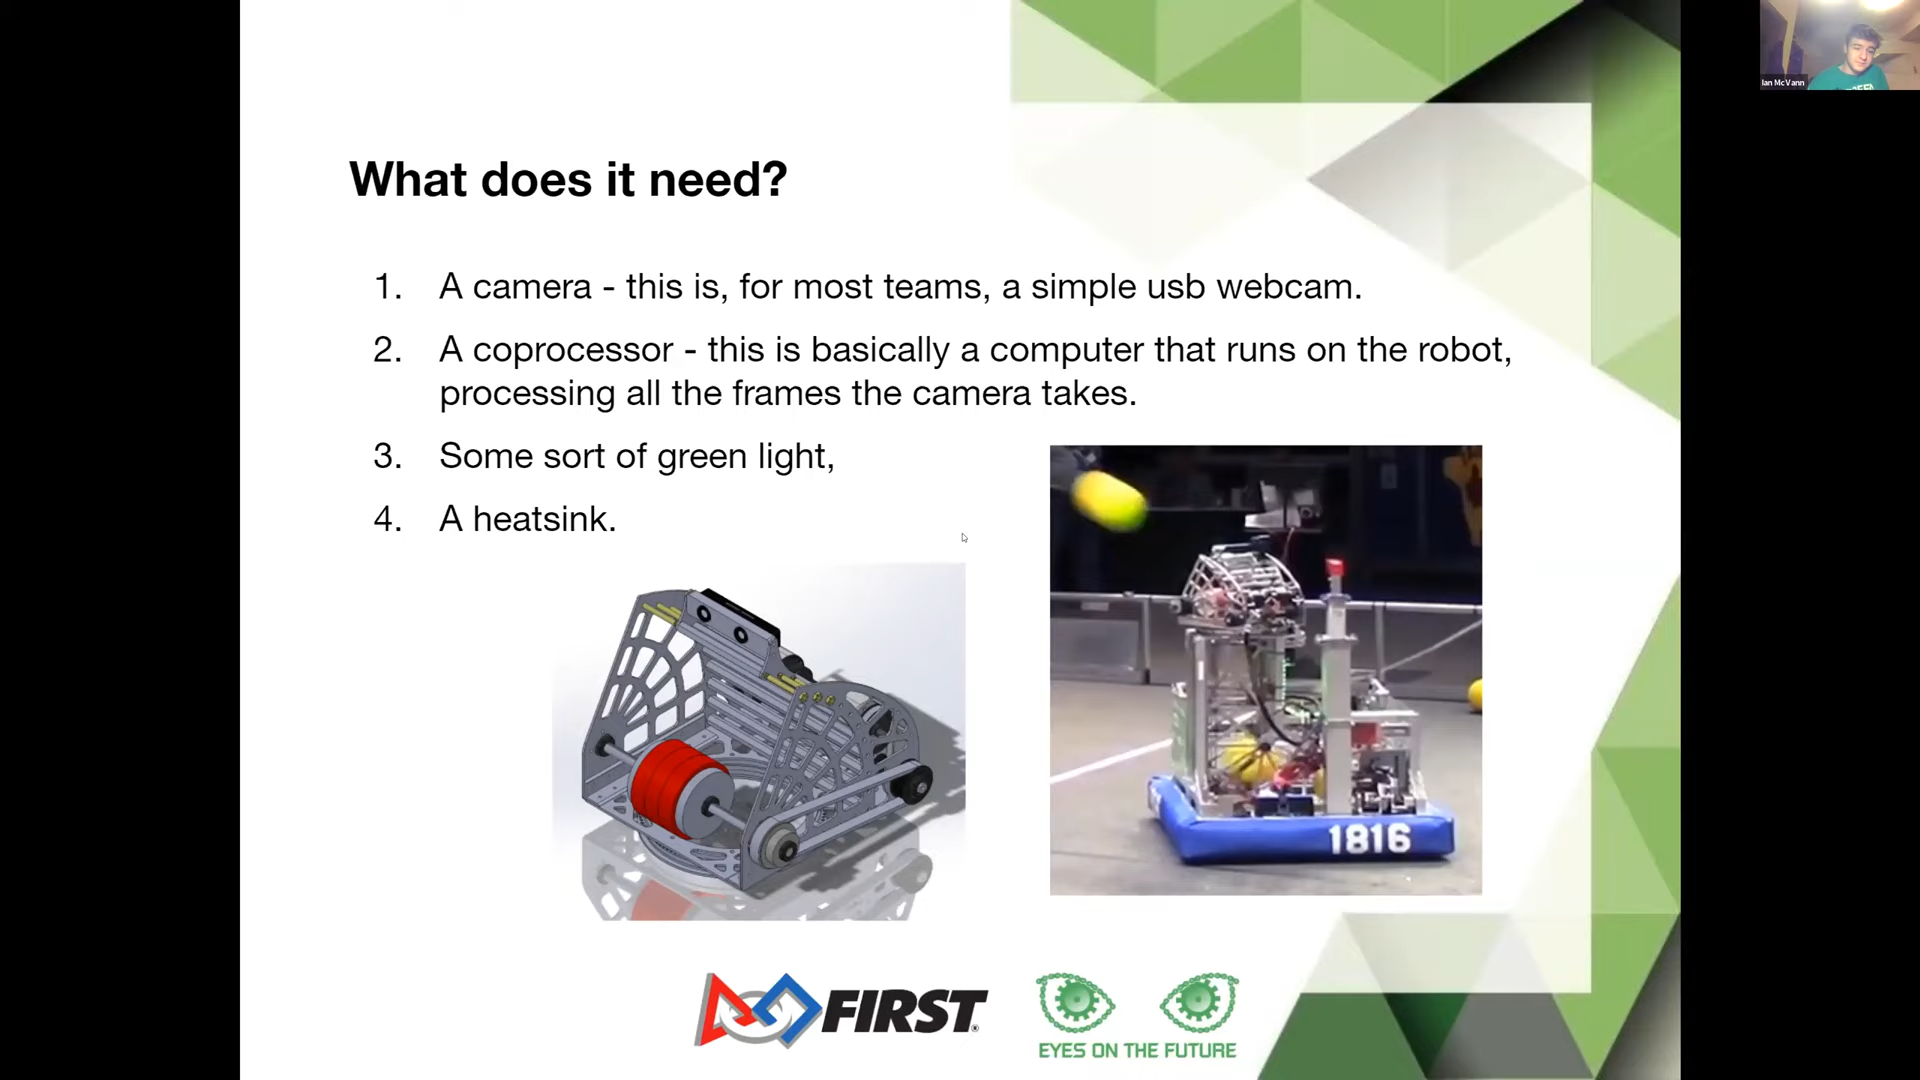 Ian McVann
What does it need?
1. A camera - this is, for most teams, a simple usb webcam.
2. A coprocessor - this is basically a computer that runs on the robot,
processing all the frames the camera takes.
3. Some sort of green light,
4. A heatsink.
1816
FIRST
EYES ON THE FUTURE